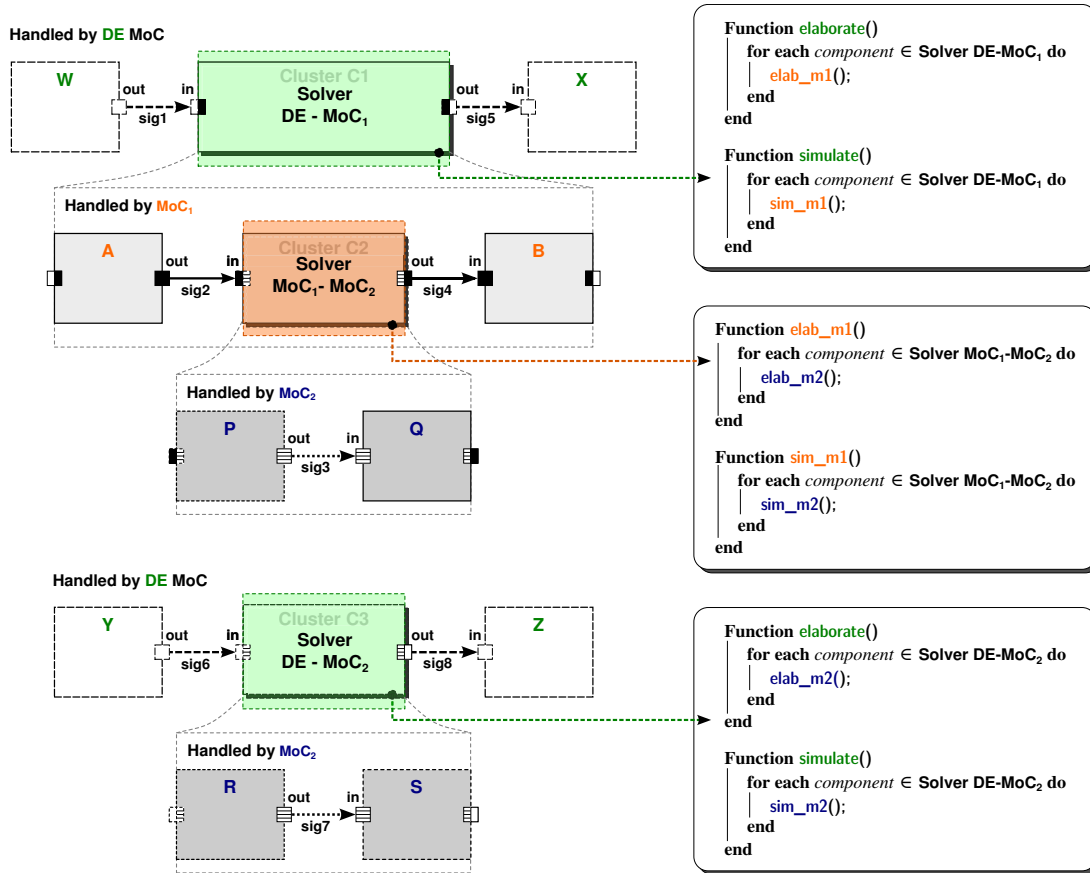 Handled by DE MoC
W
out
sig1
in
Cluster C1
Solver
DE - MoC₁
out
sig5
in
X
Handled by MoC₁
A
out
sig2
in
Cluster C2
Solver
MoC₁- MoC₂
out
sig4
in
B
Handled by MoC₂
P
out
sig3
in
Q
Handled by DE MoC
Y
out
sig6
in
Cluster C3
Solver
DE - MoC₂
out
sig8
in
Z
Handled by MoC₂
R
out
sig7
in
S
Function elaborate()
for each component ∈ Solver DE-MoC₁ do
elab_m1();
end
end
Function simulate()
for each component ∈ Solver DE-MoC₁ do
sim_m1();
end
end
Function elab_m1()
for each component ∈ Solver MoC₁-MoC₂ do
elab_m2();
end
end
Function sim_m1()
for each component ∈ Solver MoC₁-MoC₂ do
sim_m2();
end
end
Function elaborate()
for each component ∈ Solver DE-MoC₂ do
elab_m2();
end
end
Function simulate()
for each component ∈ Solver DE-MoC₂ do
sim_m2();
end
end